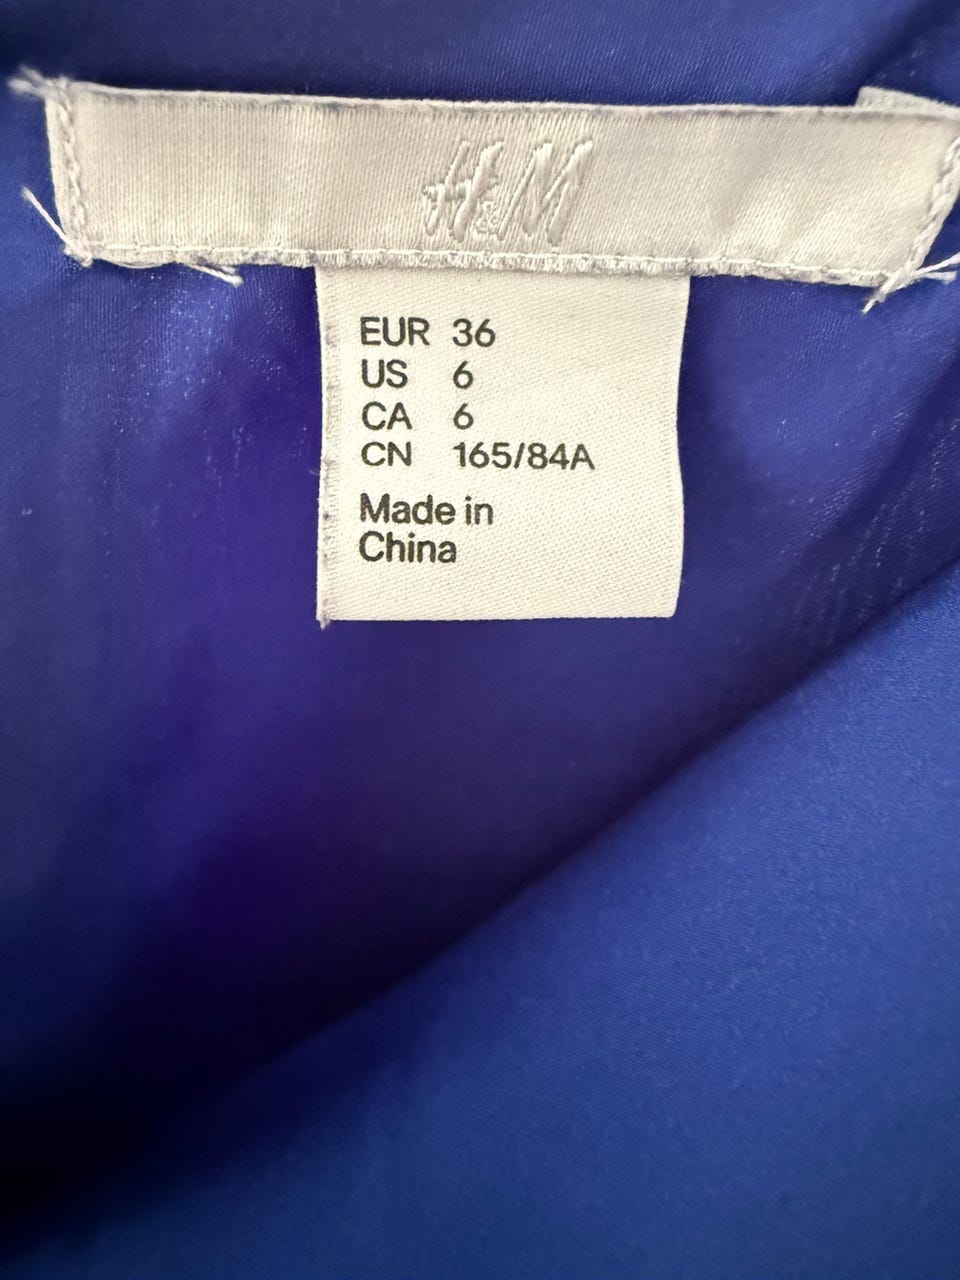 H&M
EUR 36
US 6
CA 6
CN 165/84A
Made in
China